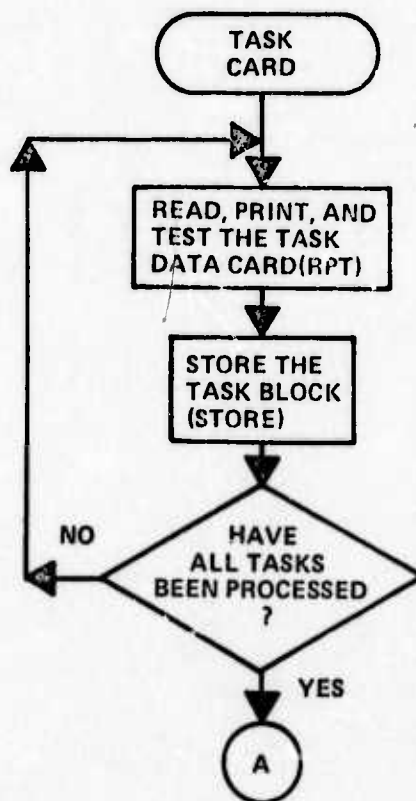 TASK
CARD
READ, PRINT, AND
TEST THE TASK
DATA CARD(RPT)
STORE THE
TASK BLOCK
(STORE)
NO
HAVE
ALL TASKS
BEEN PROCESSED
?
YES
A